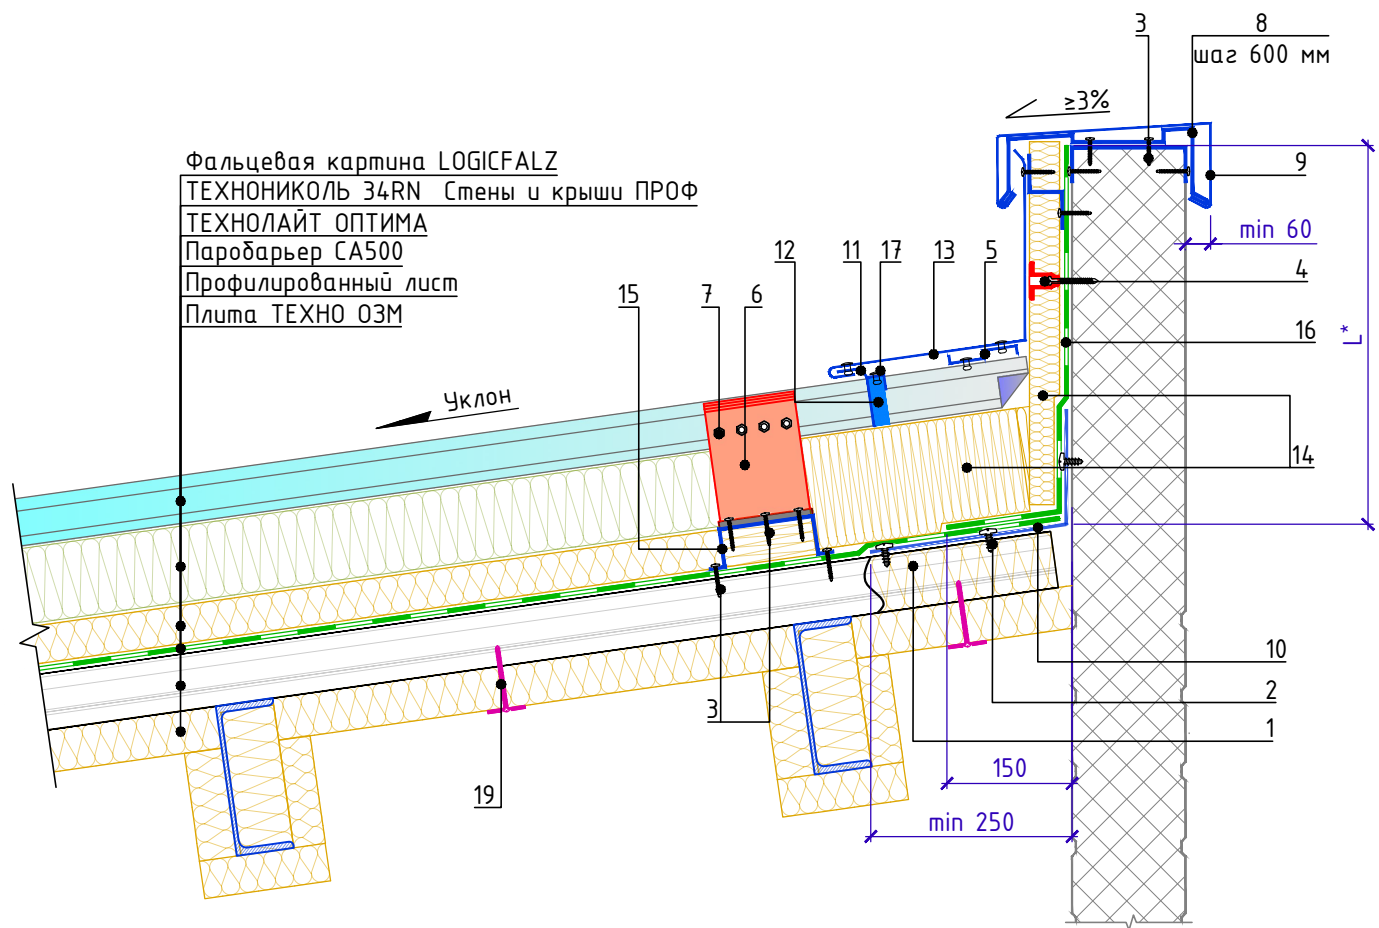 3
8
шаг 600 мм
≥3%
Фальцевая картина LOGICFALZ
ТЕХНОНИКОЛЬ 34RN Стены и крыши ПРОФ
ТЕХНОЛАЙТ ОПТИМА
Паробарьер СА500
Профилированный лист
Плита ТЕХНО ОЗМ
9
min 60
12
11
17
13
5
4
15
7
6
16
L*
Уклон
14
10
3
2
1
19
150
min 250